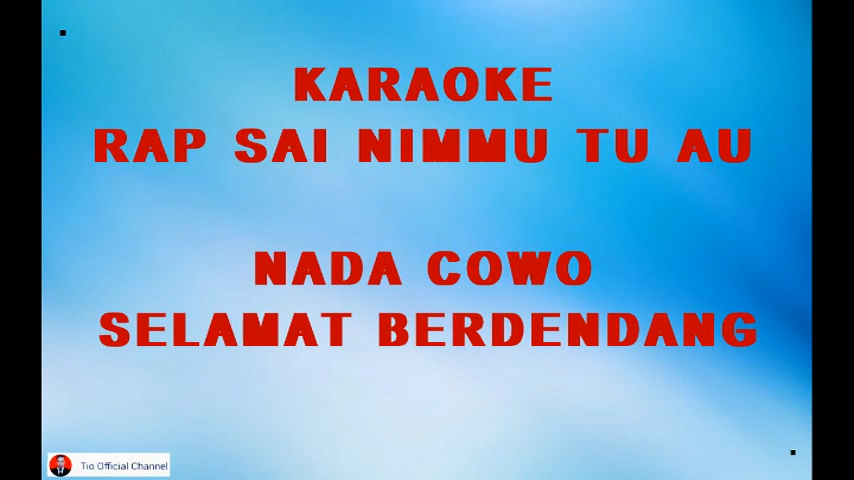 KARAOKE
RAP SAI NIMMU TU AU
NADA COWO
SELAMAT BERDENDANG
Tio Official Channel